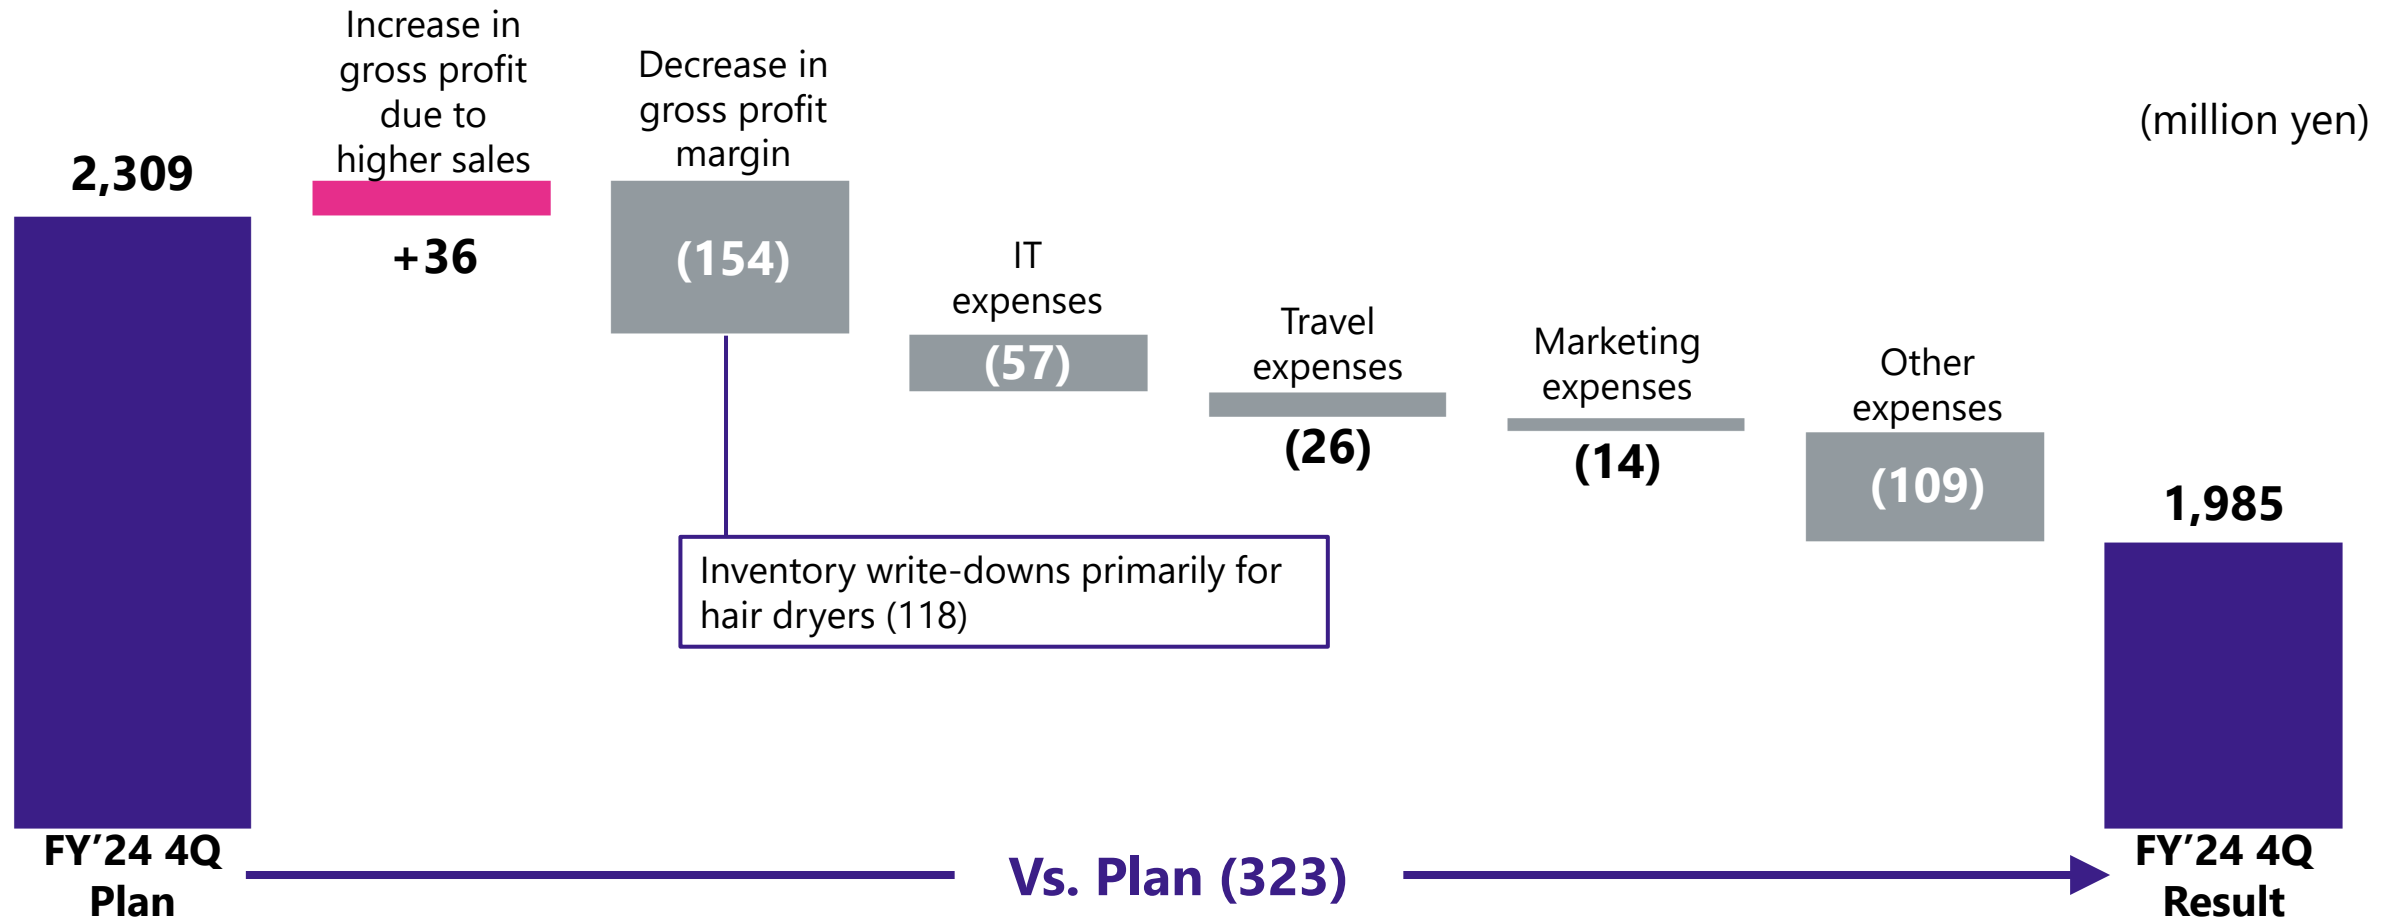 (million yen)
2,309
Increase in
gross profit
due to
higher sales
+36
Decrease in
gross profit
margin
(154)
IT
expenses
(57)
Travel
expenses
(26)
Marketing
expenses
(14)
Other
expenses
(109)
1,985
Inventory write-downs primarily for
hair dryers (118)
FY’24 4Q
Plan
Vs. Plan (323)
FY’24 4Q
Result